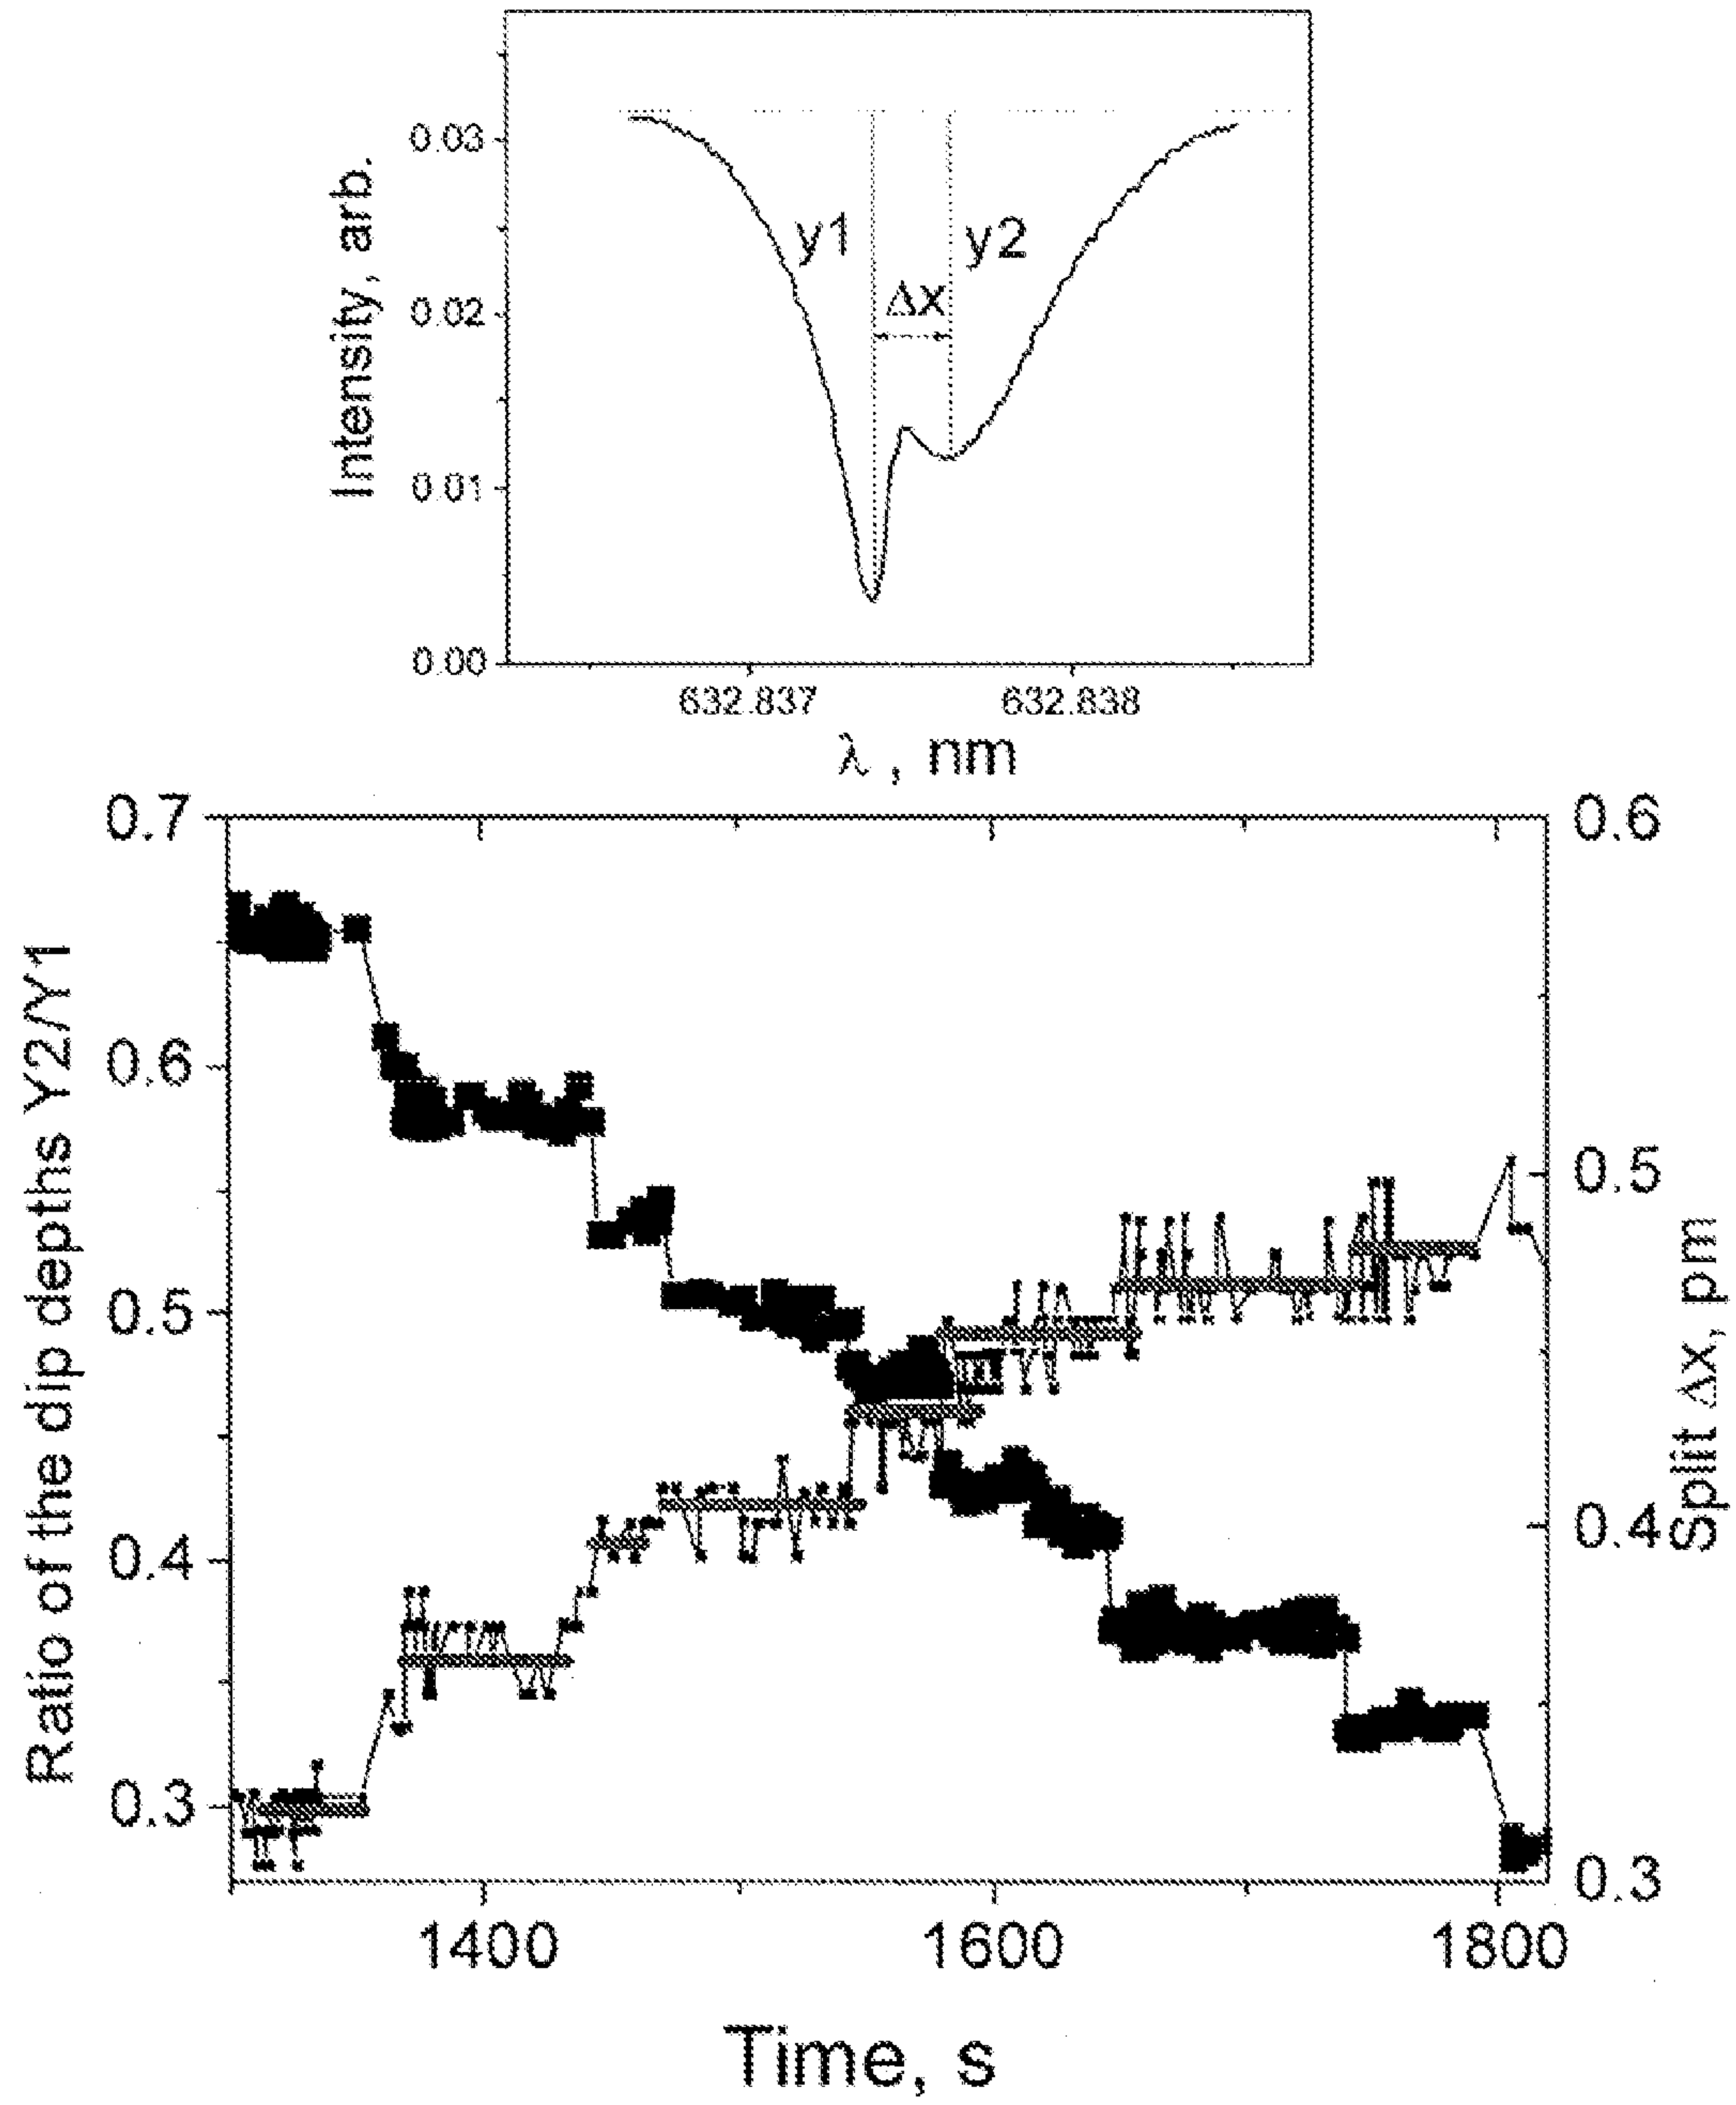 Intensity, arb.
0.03
0.02
0.01
0.00
y1
y2
Δx
632.837
632.838
λ , nm
Ratio of the dip depths Y2/Y1
0.7
0.6
0.5
0.4
0.3
0.6
0.5
0.4
0.3
Split Δx, pm
1400
1600
1800
Time, s